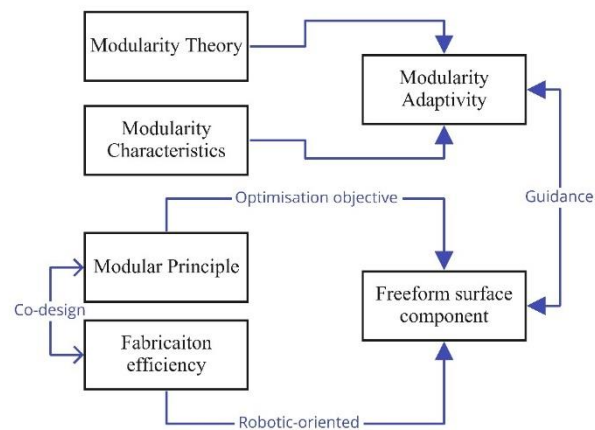 Modularity Theory
Modularity
Adaptivity
Modularity
Characteristics
Optimisation objective
Guidance
Modular Principle
Freeform surface
component
Co-design
Fabricaiton
efficiency
Robotic-oriented